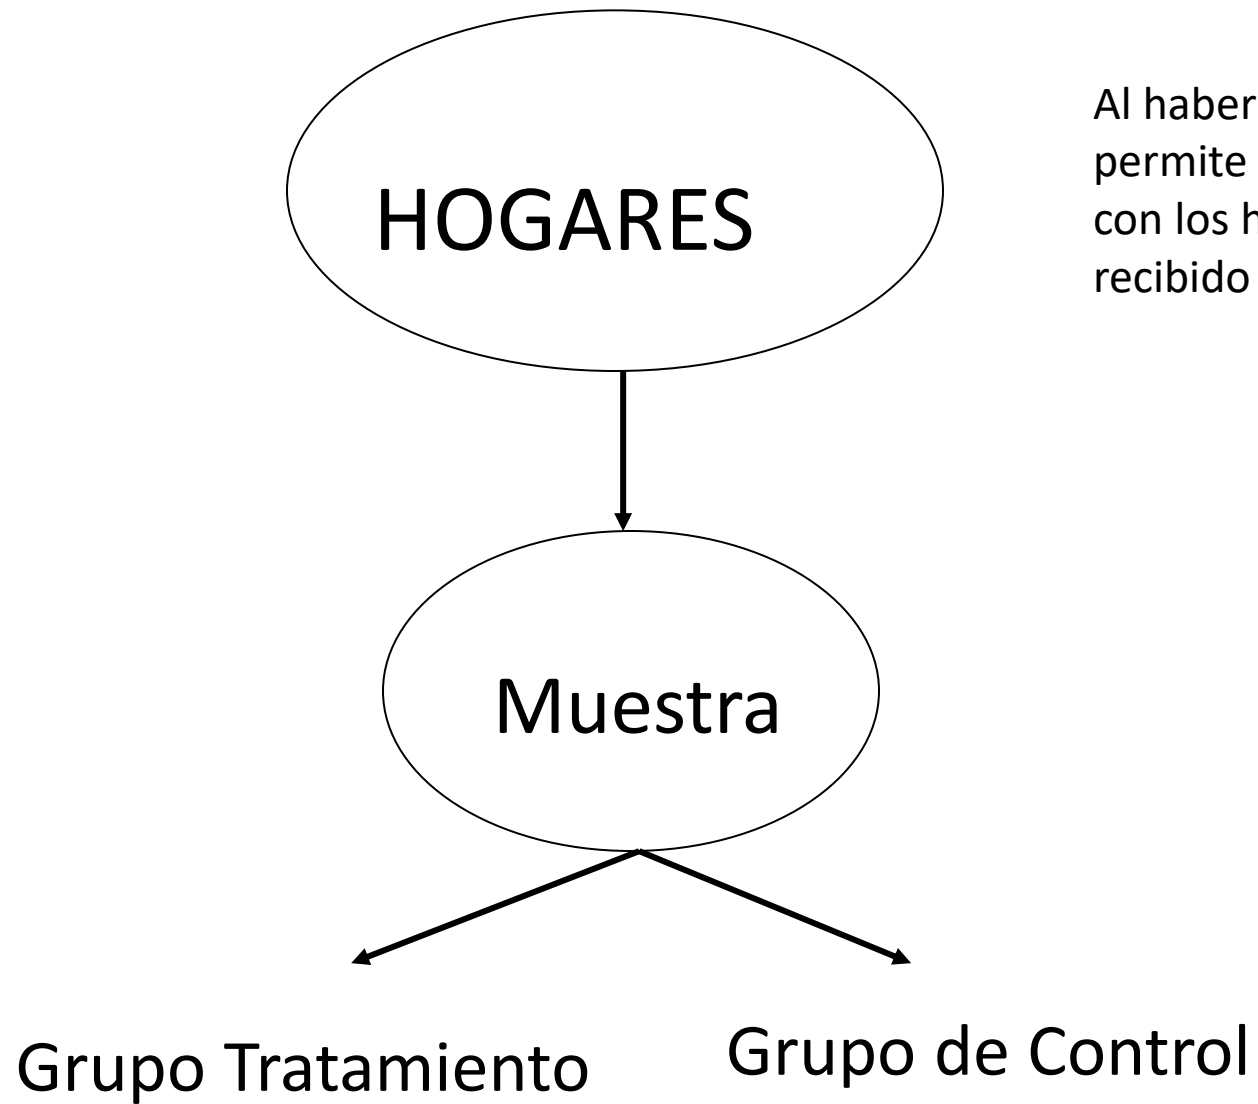 HOGARES
Al haber
permite
con los
recibido
Muestra
Grupo Tratamiento
Grupo de Control